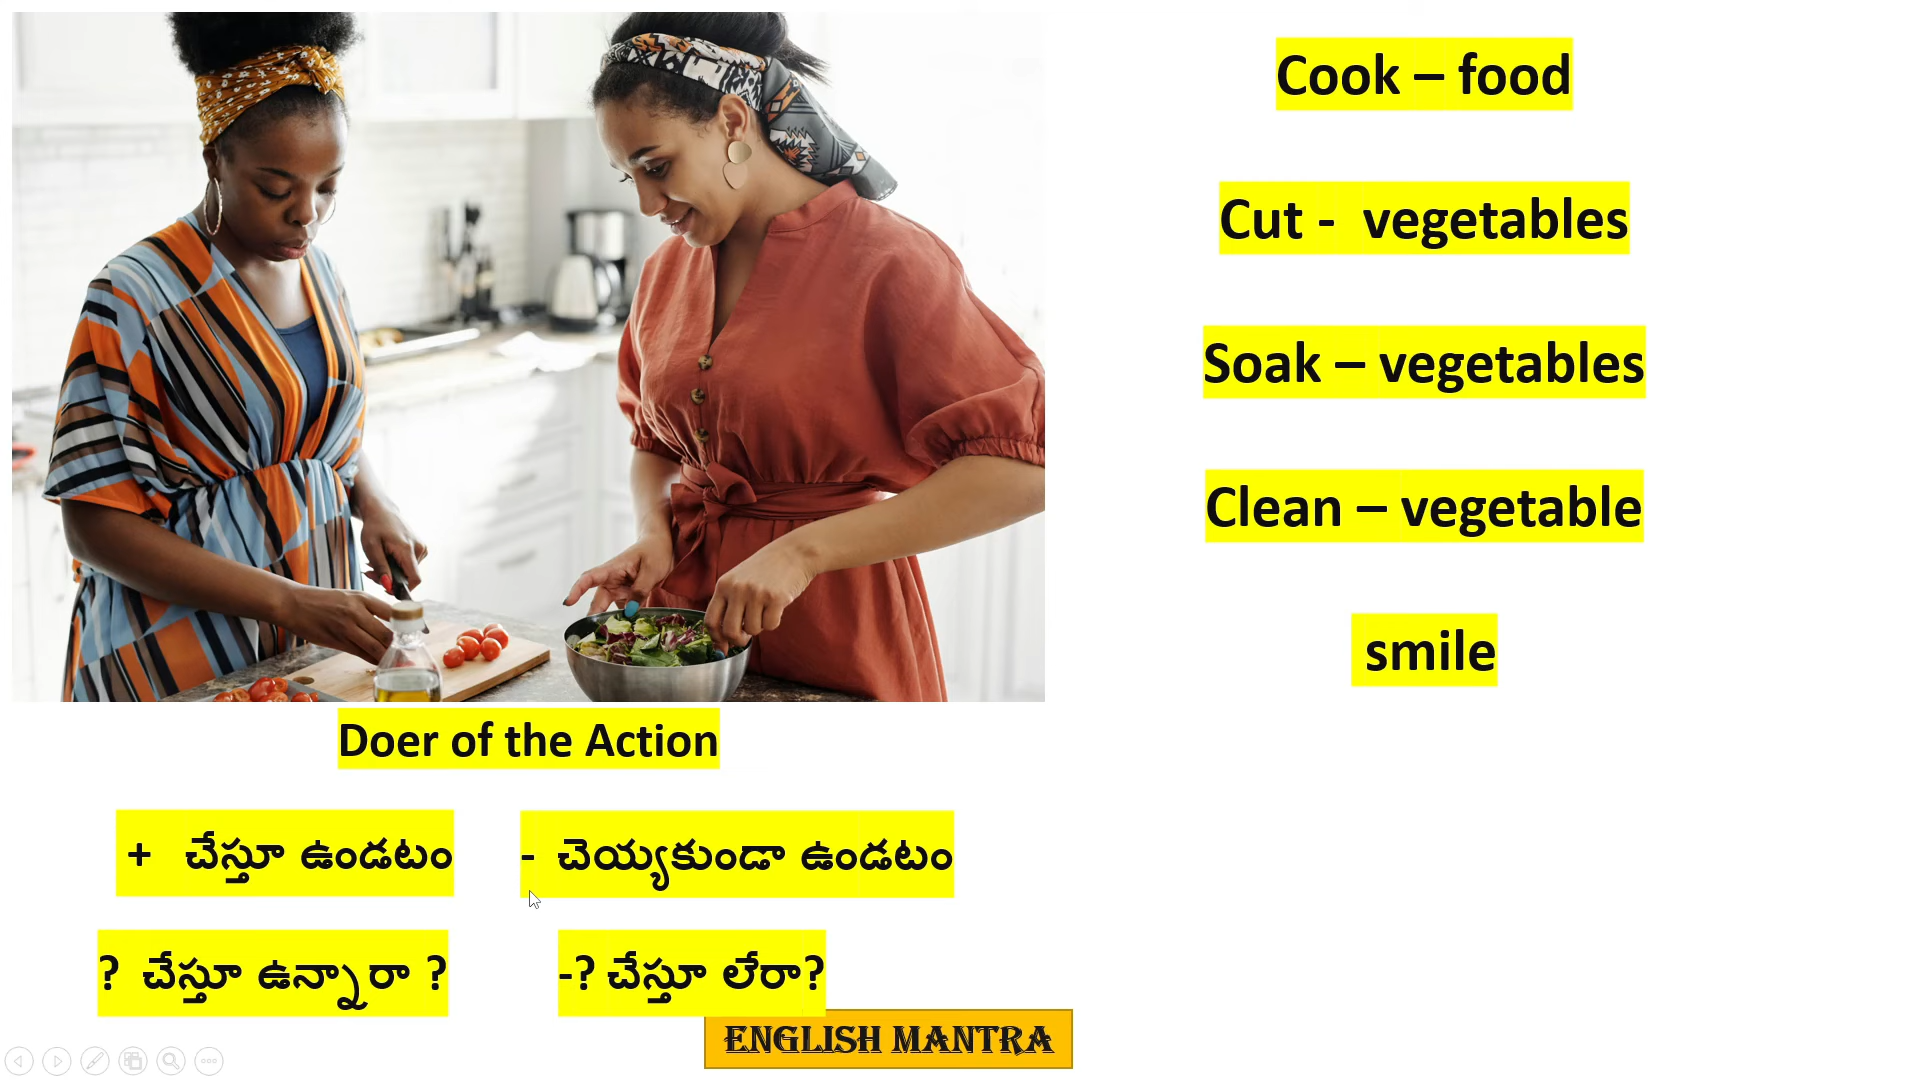 Cook – food
Cut - vegetables
Soak – vegetables
Clean – vegetable
smile
Doer of the Action
+ చేస్తూ ఉండటం
- చెయ్యకుండా ఉండటం
? చేస్తూ ఉన్నారా ?
-? చేస్తూ లేరా?
ENGLISH MANTRA